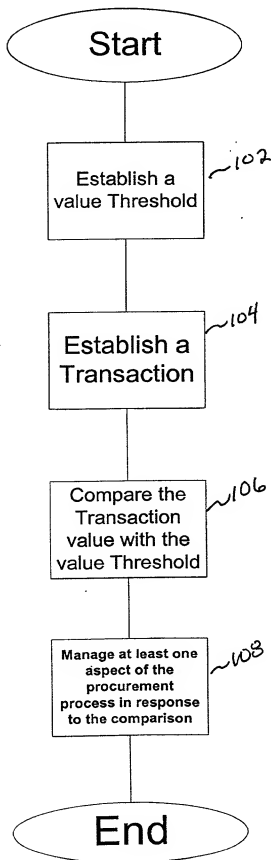 Start
102
Establish a
value Threshold
104
Establish a
Transaction
106
Compare the
Transaction
value with the
value Threshold
108
Manage at least one
aspect of the
procurement
process in response
to the comparison
End